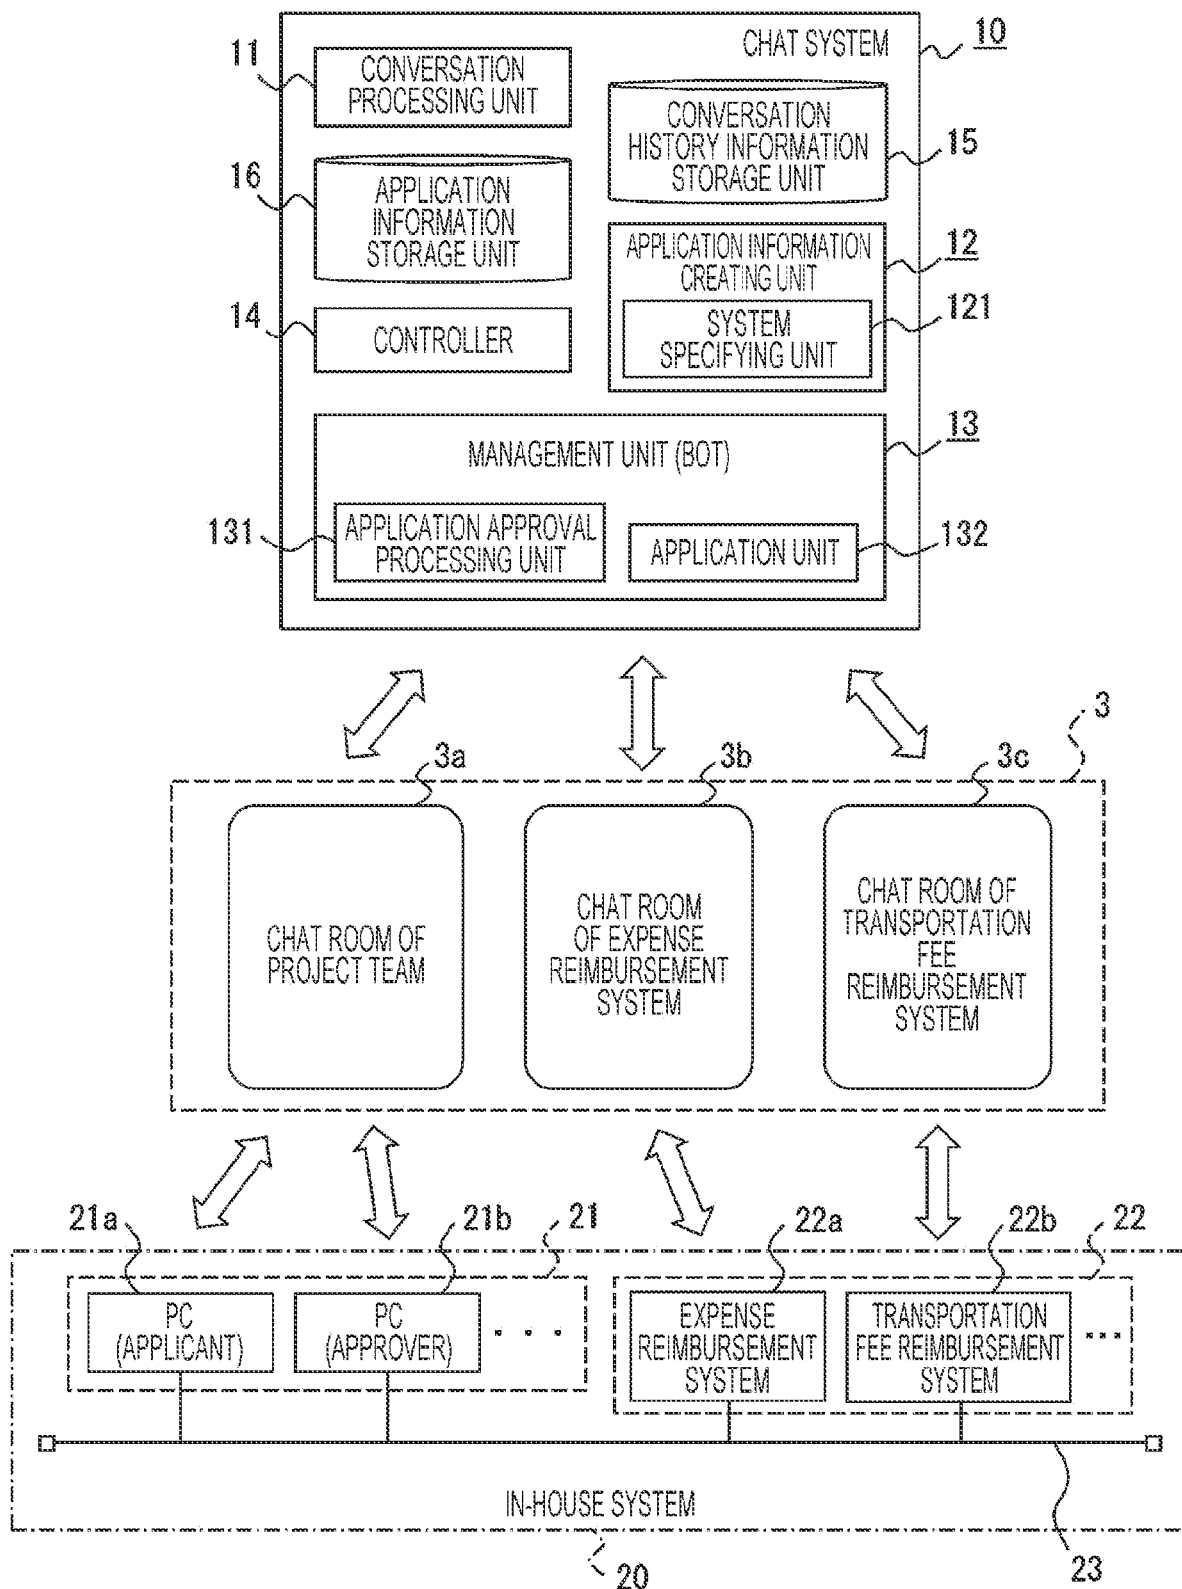 CHAT SYSTEM
10
11
CONVERSATION
PROCESSING UNIT
CONVERSATION
HISTORY INFORMATION
STORAGE UNIT
15
16
APPLICATION
INFORMATION
STORAGE UNIT
APPLICATION INFORMATION
CREATING UNIT
12
SYSTEM
SPECIFYING UNIT
121
14
CONTROLLER
MANAGEMENT UNIT (BOT)
13
131
APPLICATION APPROVAL
PROCESSING UNIT
APPLICATION UNIT
132
3
3a
3b
3c
CHAT ROOM OF
PROJECT TEAM
CHAT ROOM
OF EXPENSE
REIMBURSEMENT
SYSTEM
CHAT ROOM OF
TRANSPORTATION
FEE
REIMBURSEMENT
SYSTEM
21a
21b
21
22a
22b
22
PC
(APPLICANT)
PC
(APPROVER)
. . .
EXPENSE
REIMBURSEMENT
SYSTEM
TRANSPORTATION
FEE REIMBURSEMENT
SYSTEM
...
IN-HOUSE SYSTEM
20
23